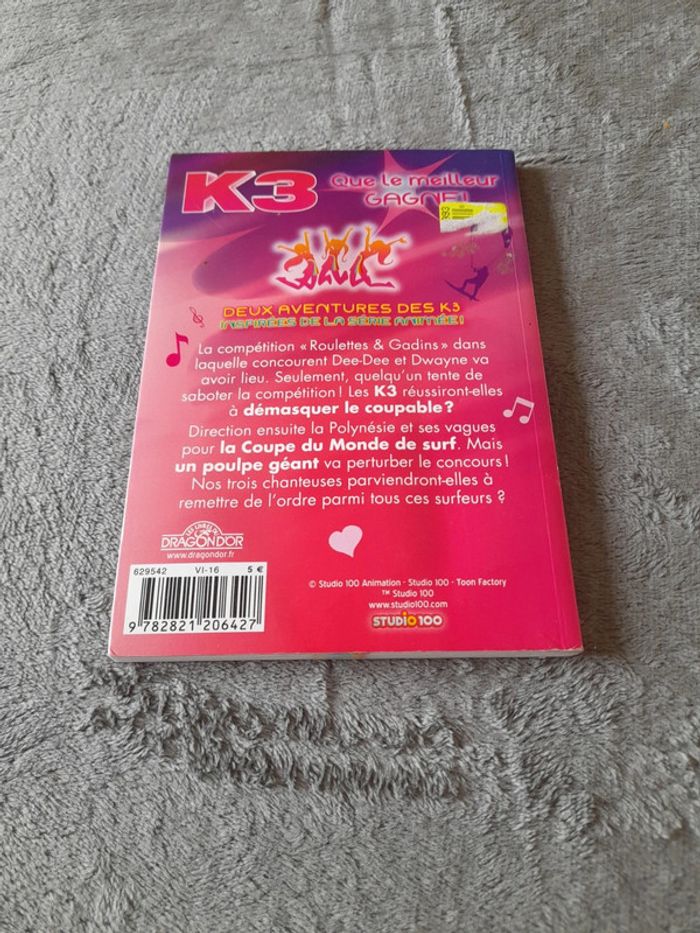 K3
Que le meilleur
GAGNE!
DEUX AVENTURES DES K3
INSPIRÉES DE LA SÉRIE ANIMÉE!
La compétition « Roulettes & Gadins » dans
laquelle concourent Dee-Dee et Dwayne va
avoir lieu. Seulement, quelqu'un tente de
saboter la compétition! Les K3 réussiront-elles
à démasquer le coupable?
Direction ensuite la Polynésie et ses vagues
pour la Coupe du Monde de surf. Mais
un poulpe géant va perturber le concours!
Nos trois chanteuses parviendront-elles à
remettre de l'ordre parmi tous ces surfeurs ?
LES LIVRES DU
DRAGON D'OR
www.dragondor.fr
629542 VI-16 5 €
9 782821 206427
© Studio 100 Animation - Studio 100 - Toon Factory
™ Studio 100
www.studio100.com
STUDIO 100